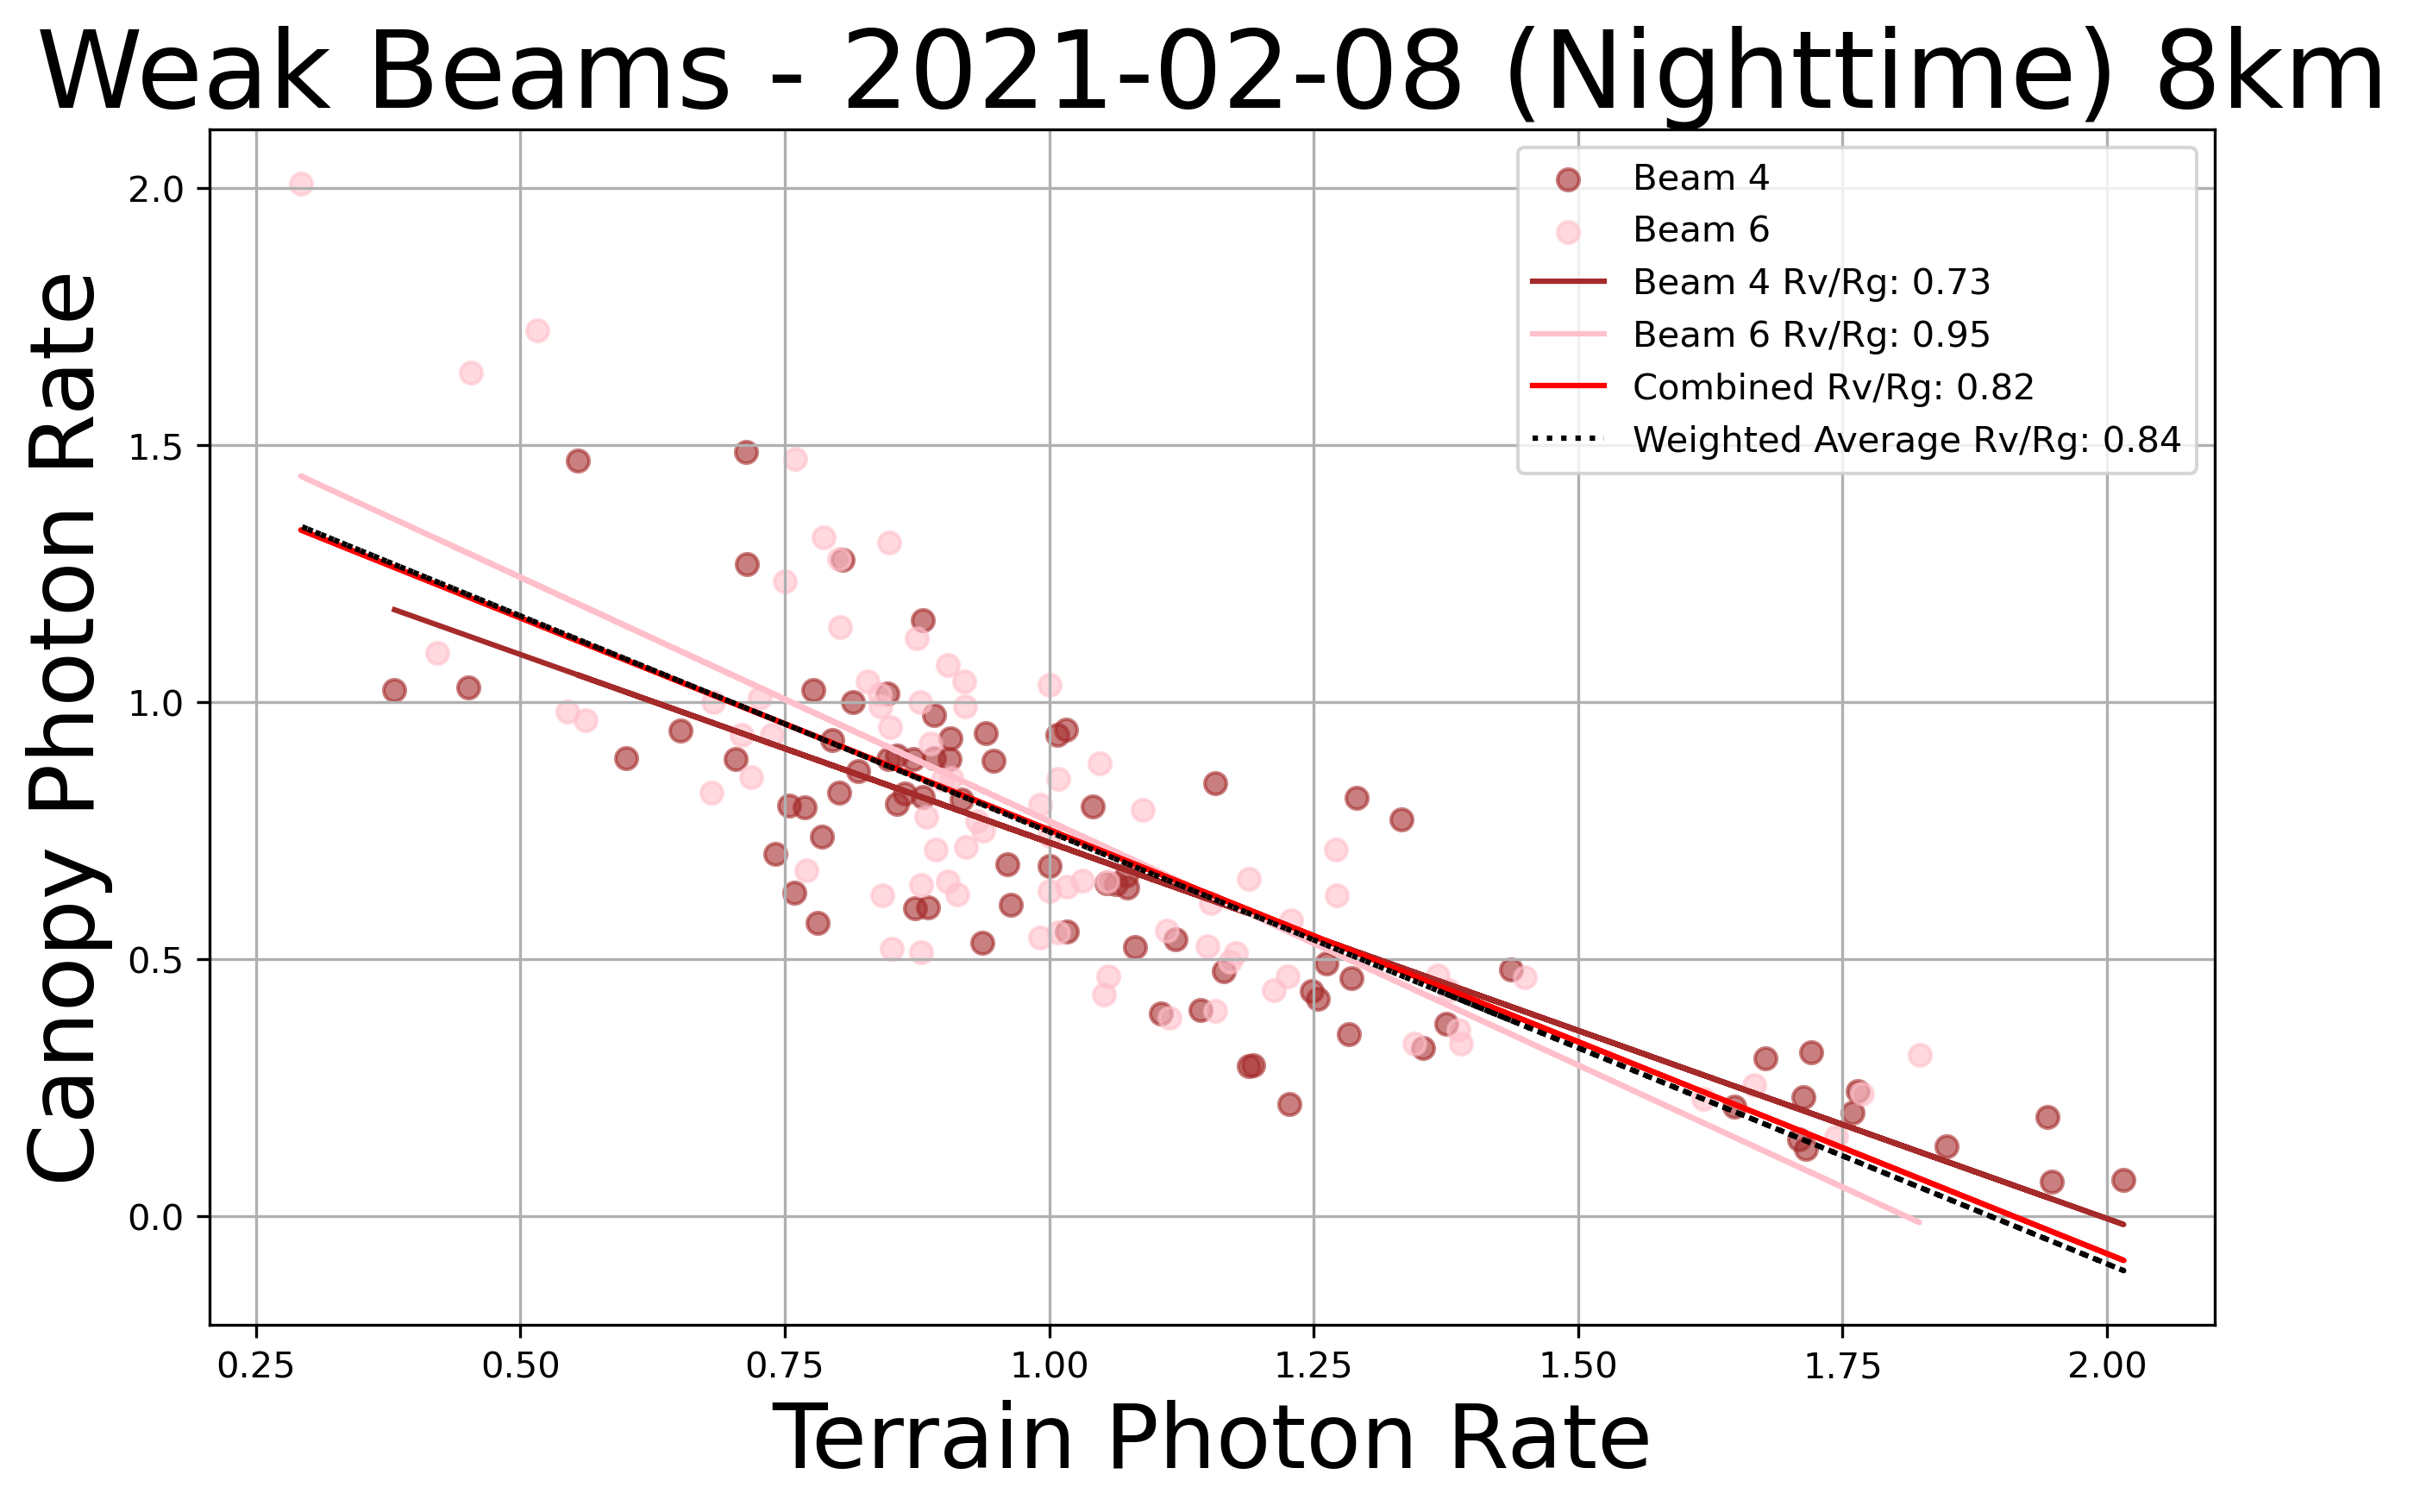 Weak Beams - 2021-02-08 (Nighttime) 8km
Canopy Photon Rate
2.0
1.5
1.0
0.5
0.0
Beam 4
Beam 6
Beam 4 Rv/Rg: 0.73
Beam 6 Rv/Rg: 0.95
Combined Rv/Rg: 0.82
Weighted Average Rv/Rg: 0.84
0.25 0.50 0.75 1.00 1.25 1.50 1.75 2.00
Terrain Photon Rate